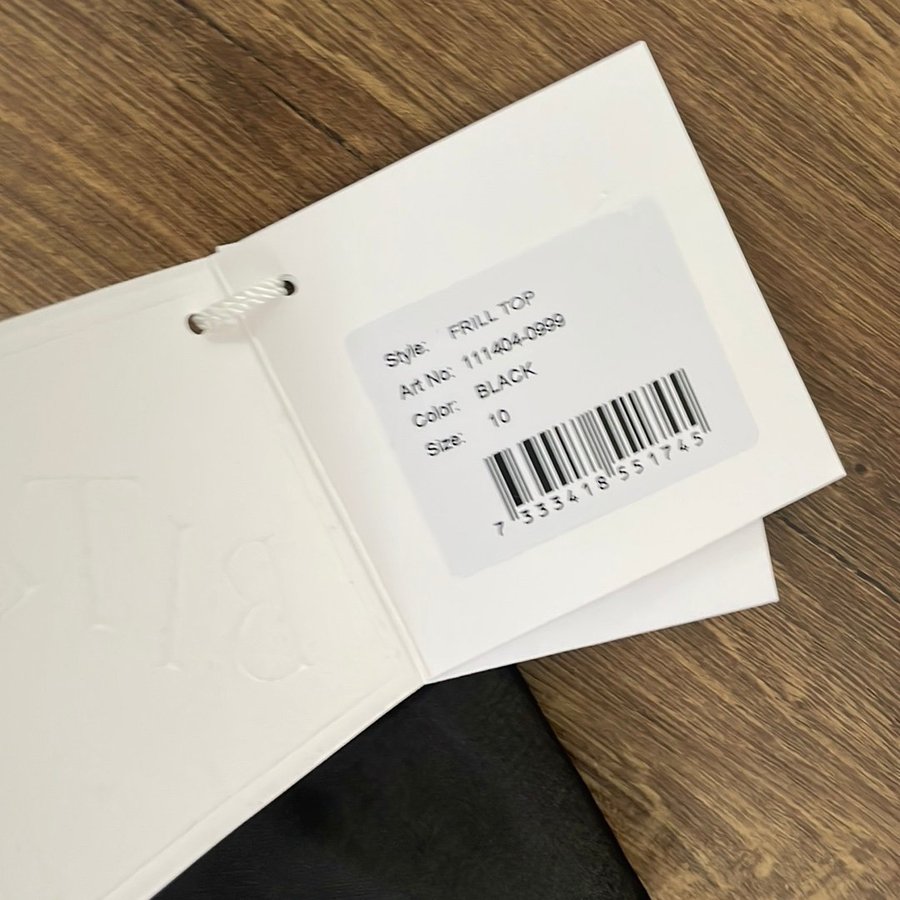 Style: FRILL TOP
Art No: 111404-0999
Color: BLACK
Size: 10
7 333418 551745